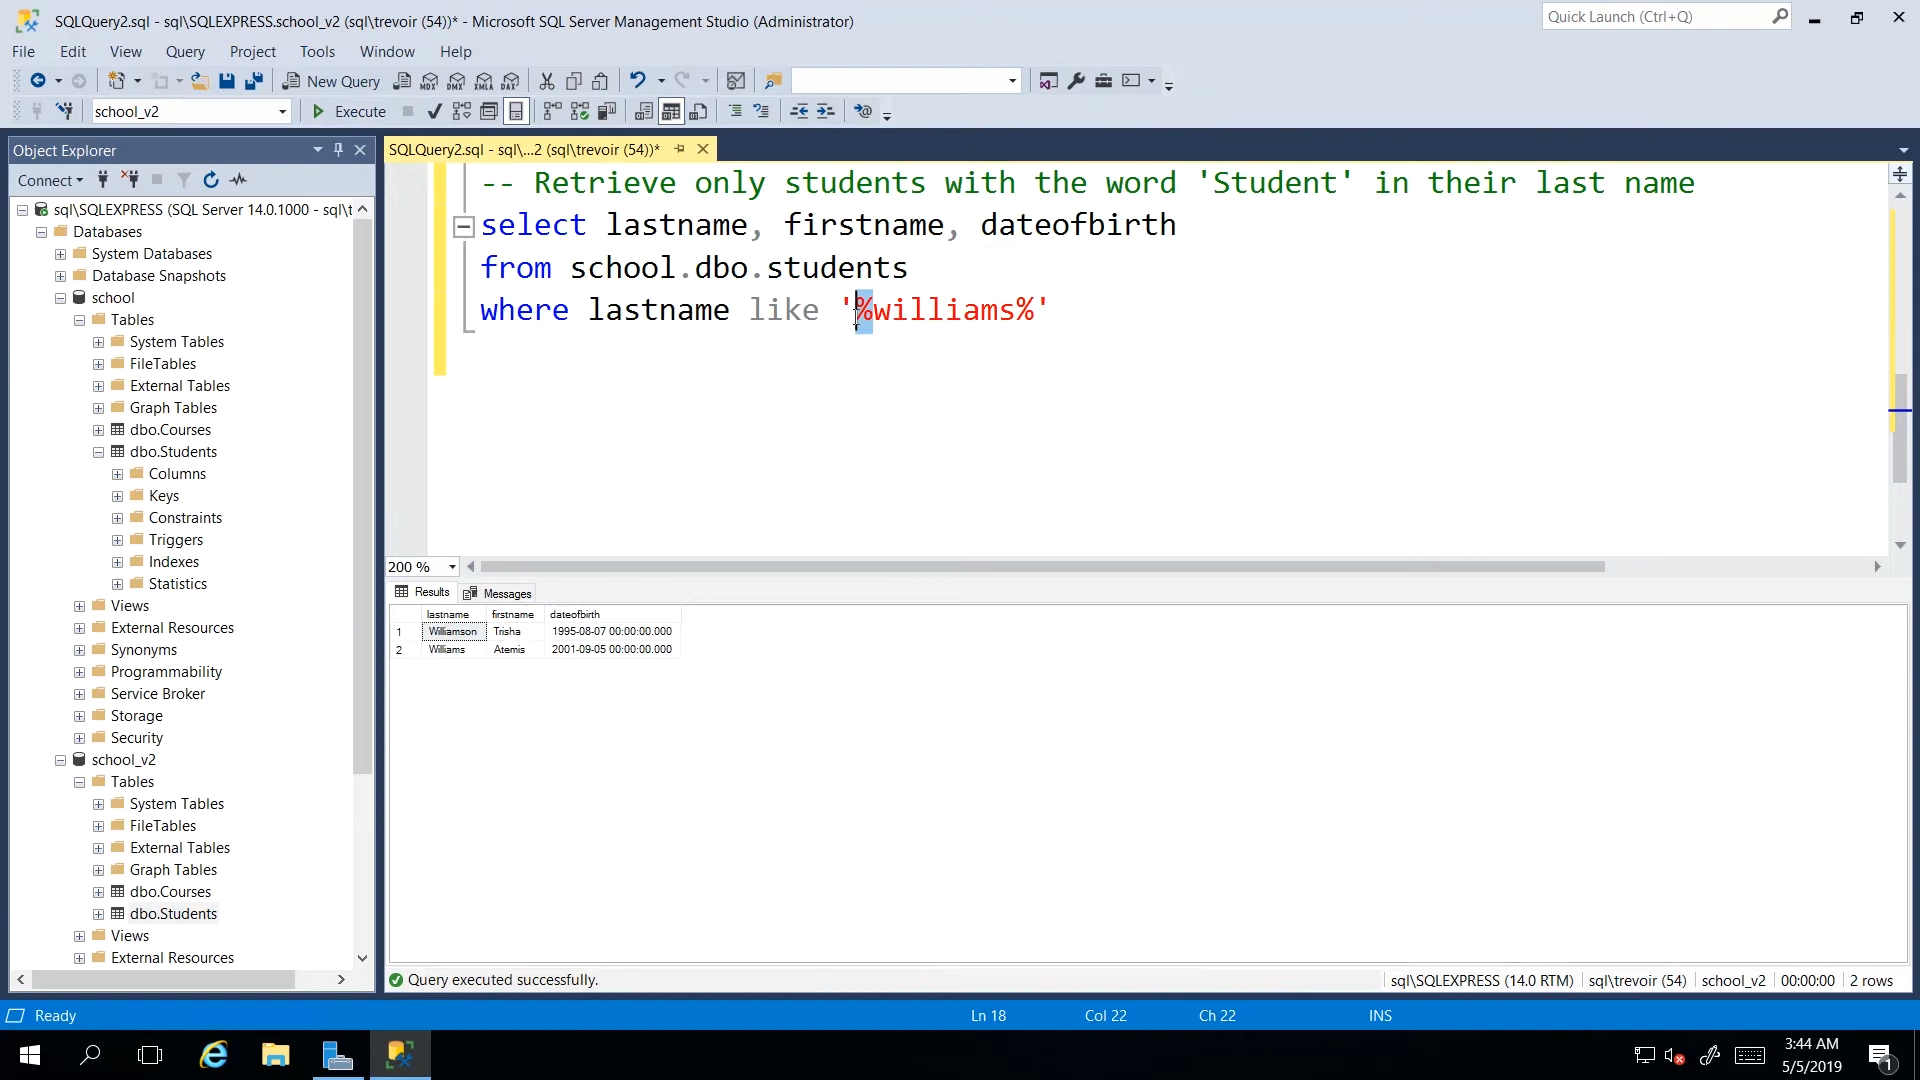 SQLQuery2.sql - sql\SQLEXPRESS.school_v2 (sql\trevoir (54))* - Microsoft SQL Server Management Studio (Administrator)
Quick Launch (Ctrl+Q)
File Edit View Query Project Tools Window Help
New Query MDX DMX XMLA DAX
school_v2 Execute
Object Explorer
SQLQuery2.sql - sql\...2 (sql\trevoir (54))*
Connect
sql\SQLEXPRESS (SQL Server 14.0.1000 - sql\t
Databases
System Databases
Database Snapshots
school
Tables
System Tables
FileTables
External Tables
Graph Tables
dbo.Courses
dbo.Students
Columns
Keys
Constraints
Triggers
Indexes
Statistics
Views
External Resources
Synonyms
Programmability
Service Broker
Storage
Security
school_v2
Tables
System Tables
FileTables
External Tables
Graph Tables
dbo.Courses
dbo.Students
Views
External Resources
-- Retrieve only students with the word 'Student' in their last name
select lastname, firstname, dateofbirth
from school.dbo.students
where lastname like '%williams%'
200 %
Results Messages
lastname firstname dateofbirth
1 Williamson Trisha 1995-08-07 00:00:00.000
2 Williams Atemis 2001-09-05 00:00:00.000
Query executed successfully.
sql\SQLEXPRESS (14.0 RTM) sql\trevoir (54) school_v2 00:00:00 2 rows
Ready Ln 18 Col 22 Ch 22 INS
3:44 AM
5/5/2019
1